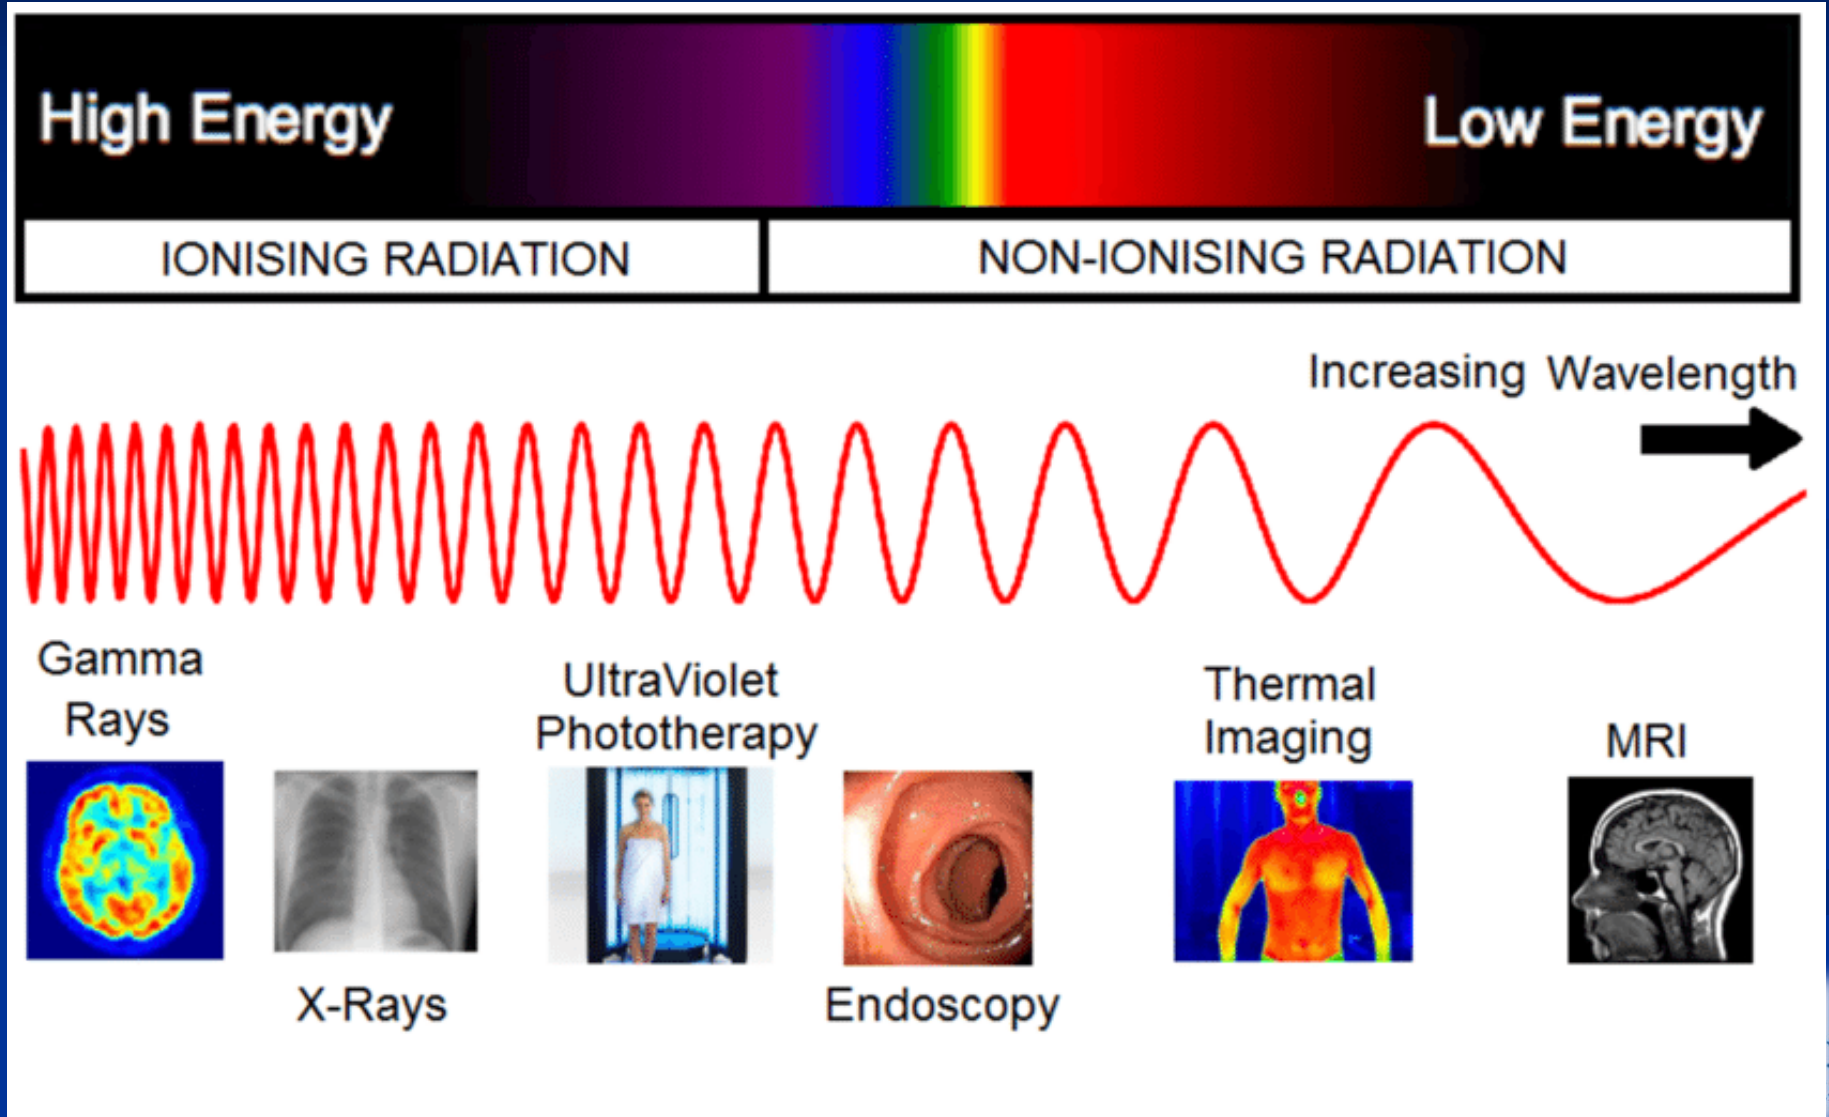 High Energy
Low Energy
IONISING RADIATION
NON-IONISING RADIATION
Increasing Wavelength
Gamma
Rays
UltraViolet
Phototherapy
Thermal
Imaging
MRI
X-Rays
Endoscopy